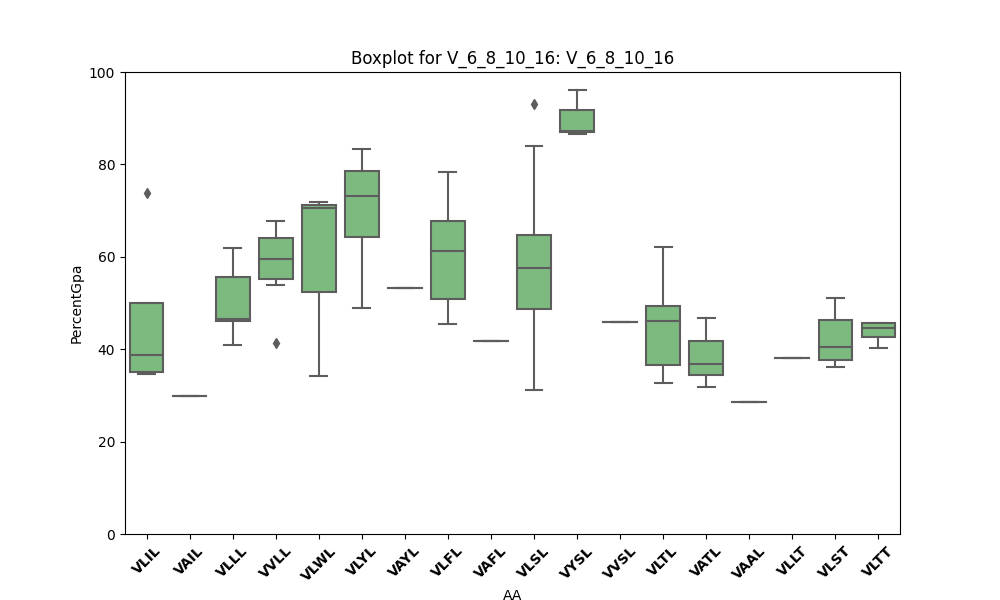 Boxplot for V_6_8_10_16: V_6_8_10_16
100
80
60
40
20
0
PercentGpa
VLIL VAIL VLLL VVLL VLWL VLYL VAYL VLFL VAFL VLSL VYSL VVSL VLTL VATL VAAL VLLT VLST VLTT
AA